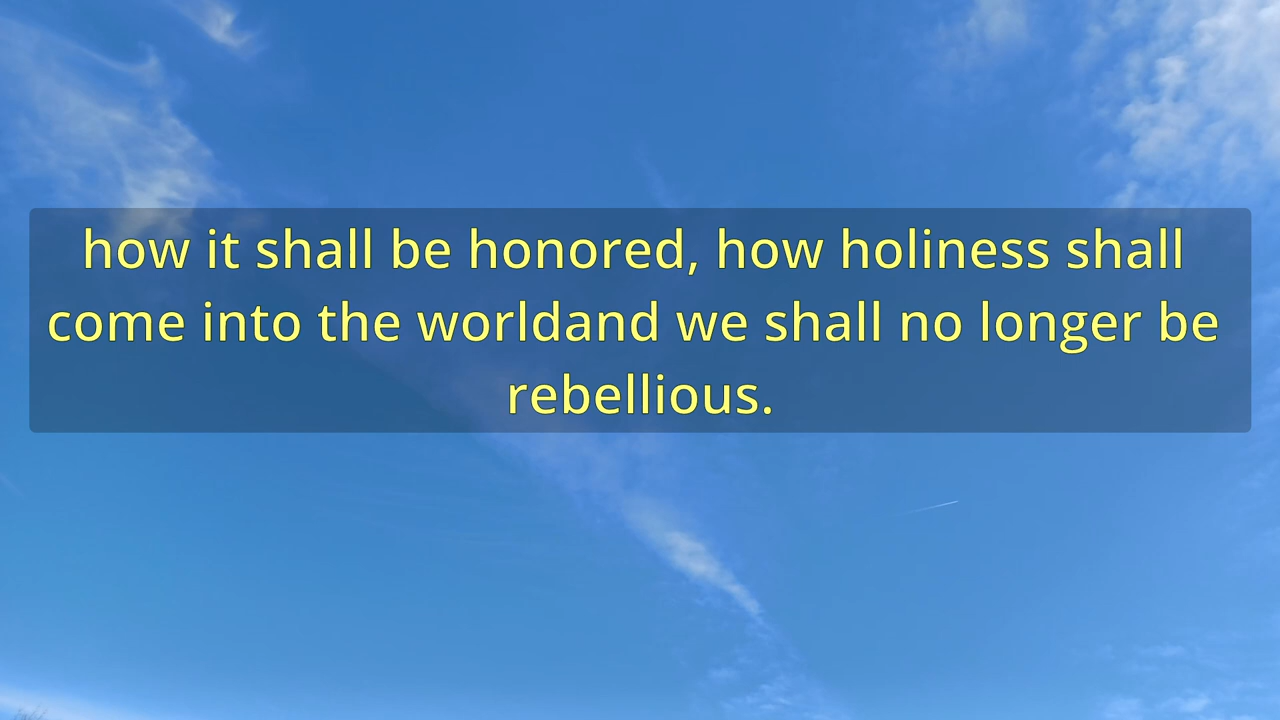 how it shall be honored, how holiness shall
come into the worldand we shall no longer be
rebellious.